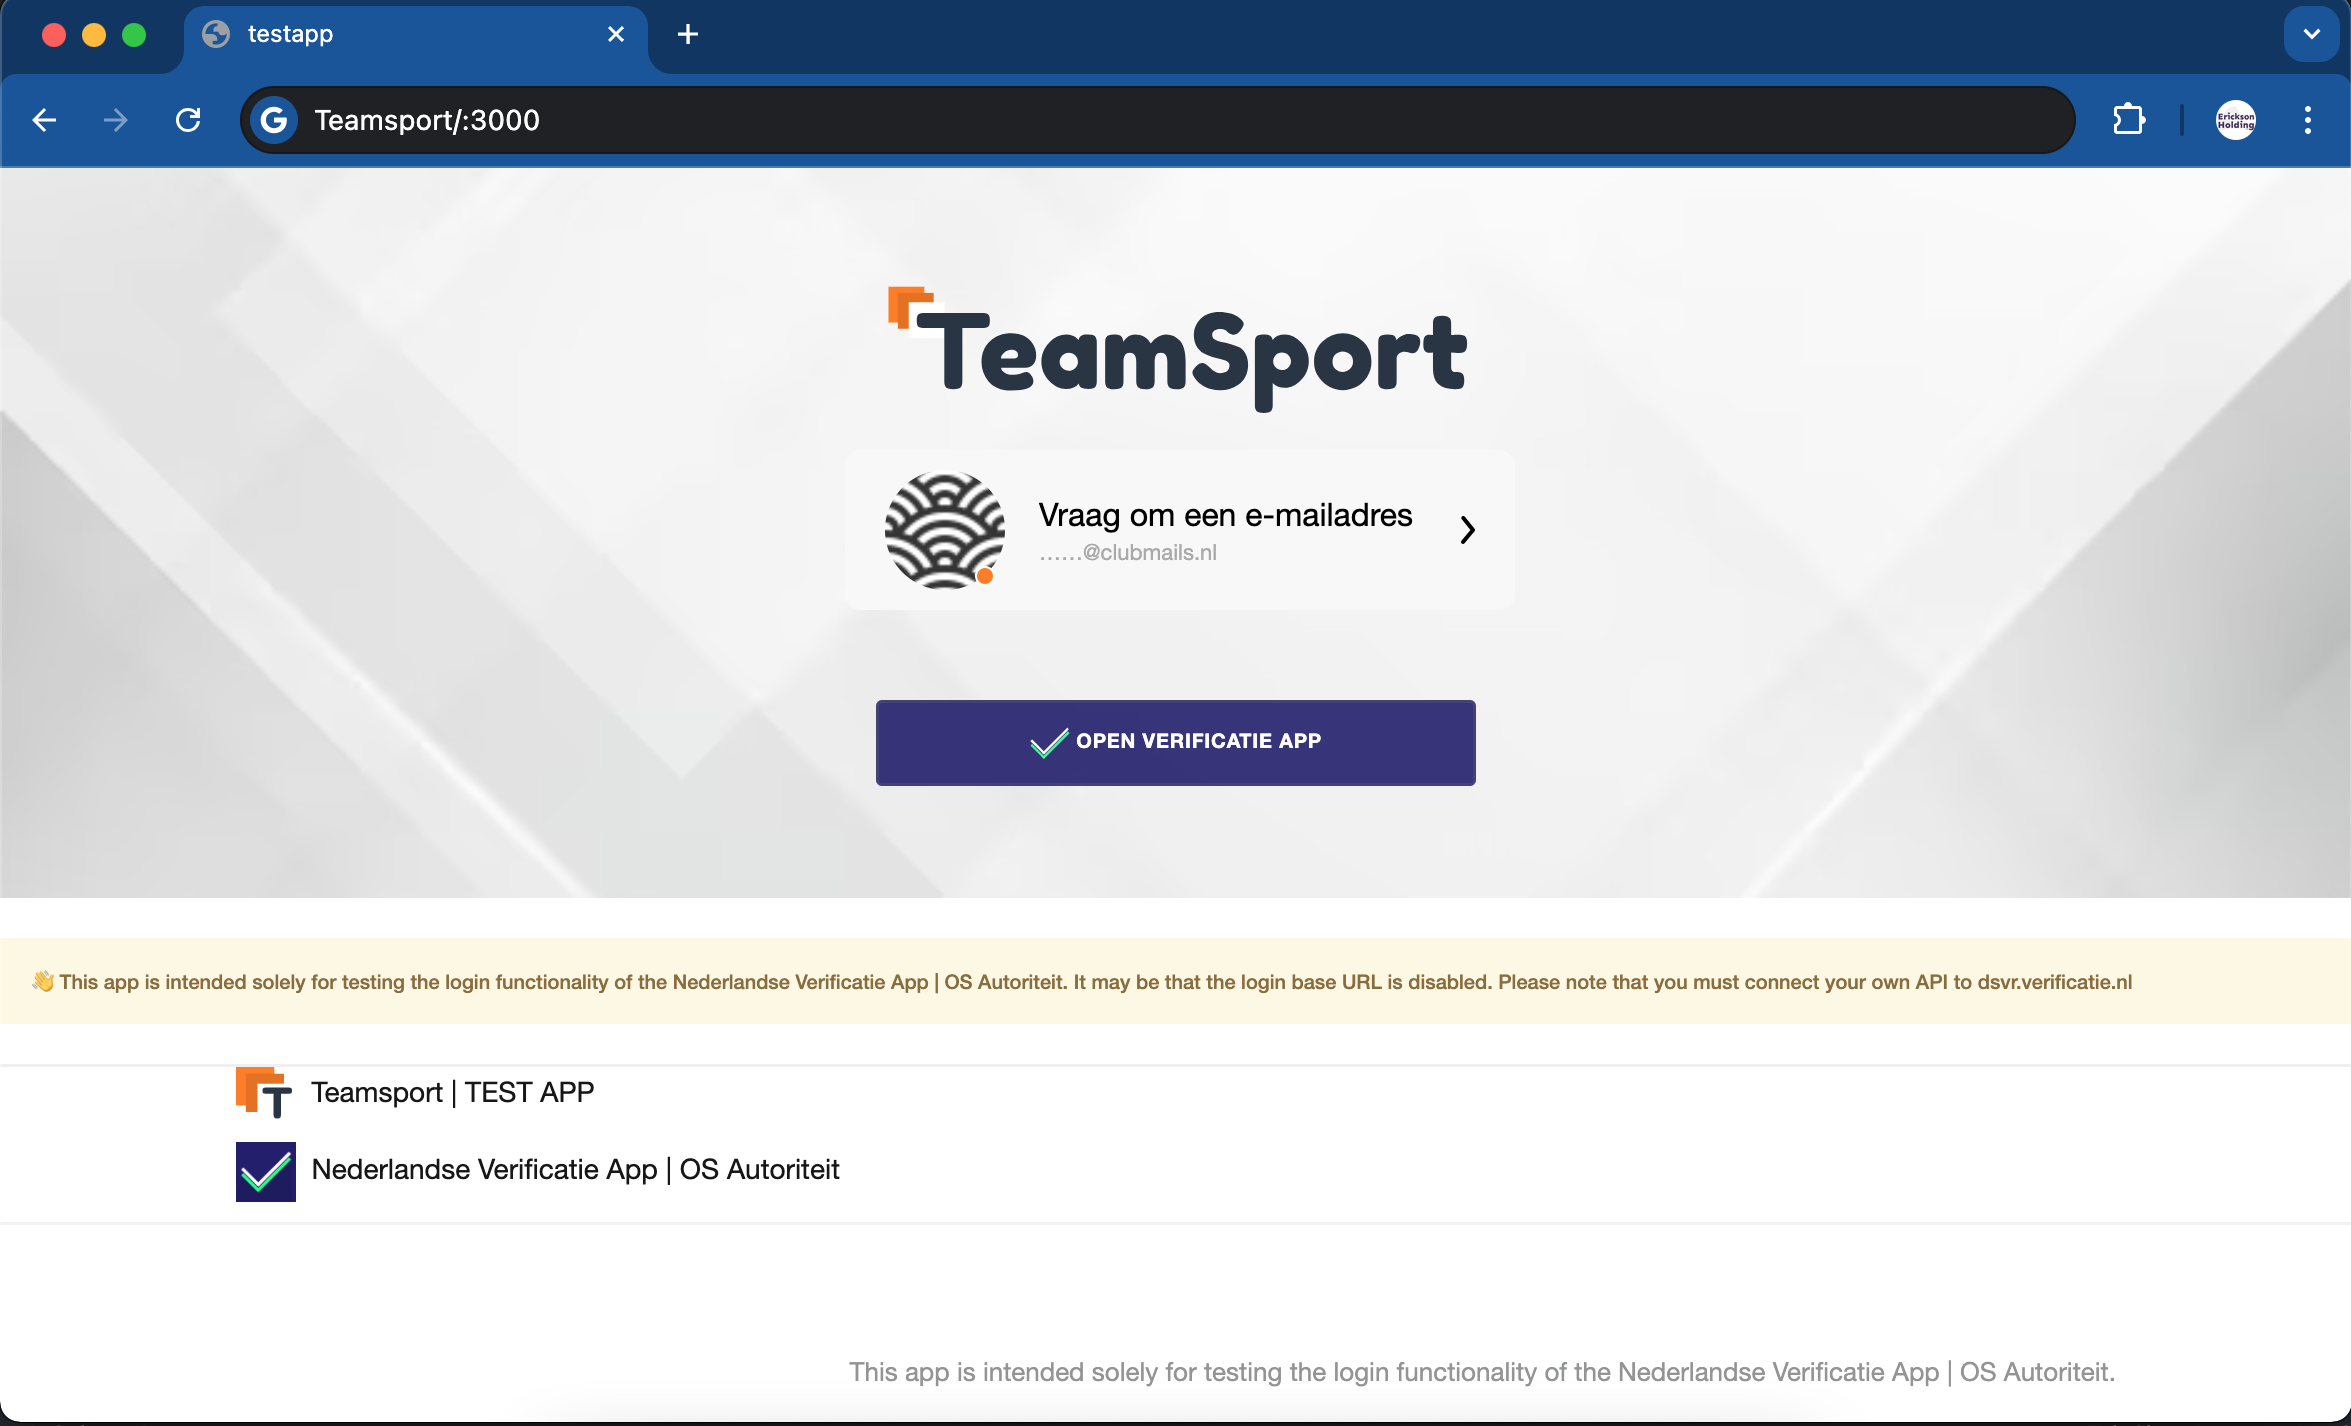 testapp
Teamsport/:3000
Erickson
Holding
TeamSport
Vraag om een e-mailadres
......@clubmails.nl
OPEN VERIFICATIE APP
👋 This app is intended solely for testing the login functionality of the Nederlandse Verificatie App | OS Autoriteit. It may be that the login base URL is disabled. Please note that you must connect your own API to dsvr.verificatie.nl
Teamsport | TEST APP
Nederlandse Verificatie App | OS Autoriteit
This app is intended solely for testing the login functionality of the Nederlandse Verificatie App | OS Autoriteit.